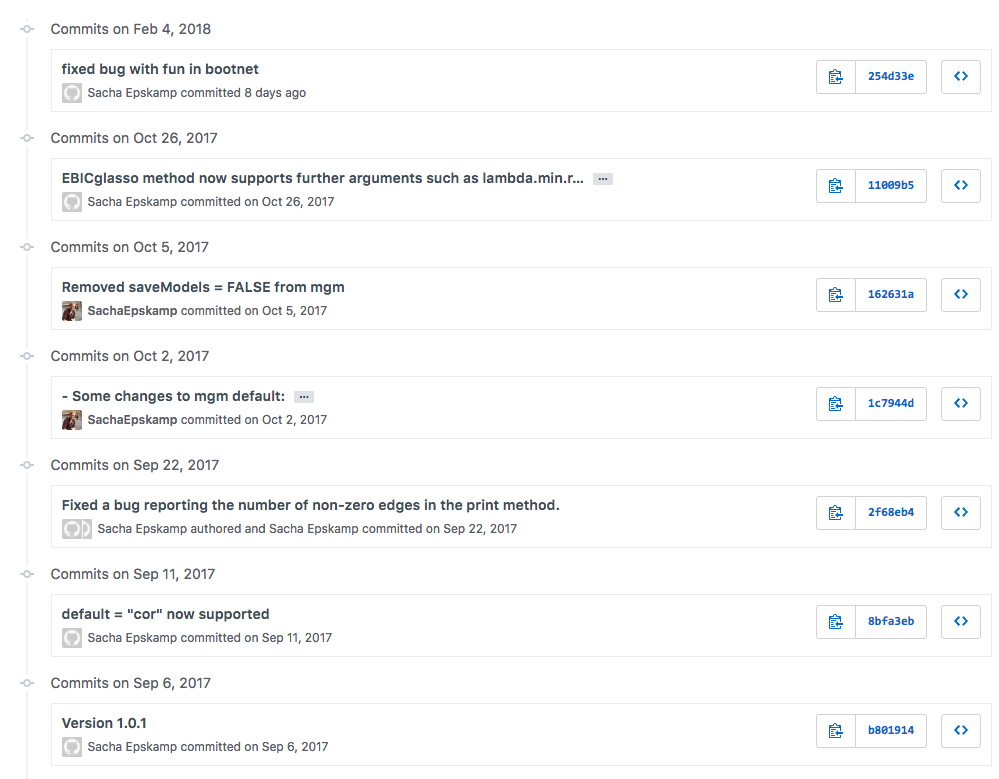 Commits on Feb 4, 2018
fixed bug with fun in bootnet
254d33e
Sacha Epskamp committed 8 days ago
Commits on Oct 26, 2017
EBICglasso method now supports further arguments such as lambda.min.r... …
11009b5
Sacha Epskamp committed on Oct 26, 2017
Commits on Oct 5, 2017
Removed saveModels = FALSE from mgm
162631a
SachaEpskamp committed on Oct 5, 2017
Commits on Oct 2, 2017
- Some changes to mgm default: …
1c7944d
SachaEpskamp committed on Oct 2, 2017
Commits on Sep 22, 2017
Fixed a bug reporting the number of non-zero edges in the print method.
2f68eb4
Sacha Epskamp authored and Sacha Epskamp committed on Sep 22, 2017
Commits on Sep 11, 2017
default = "cor" now supported
8bfa3eb
Sacha Epskamp committed on Sep 11, 2017
Commits on Sep 6, 2017
Version 1.0.1
b801914
Sacha Epskamp committed on Sep 6, 2017